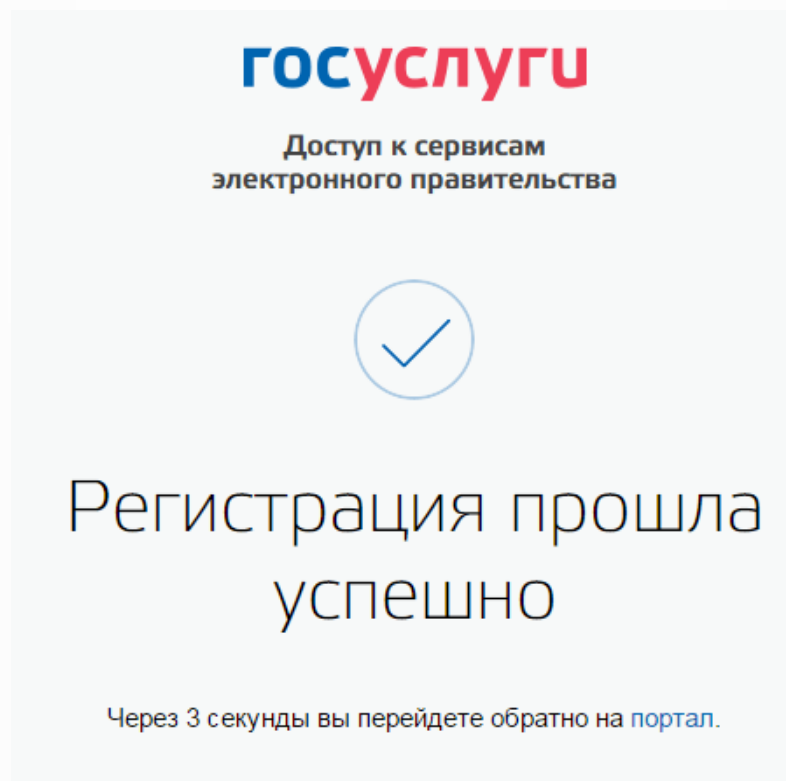 госуслуги
Доступ к сервисам
электронного правительства
Регистрация прошла
успешно
Через 3 секунды вы перейдете обратно на портал.